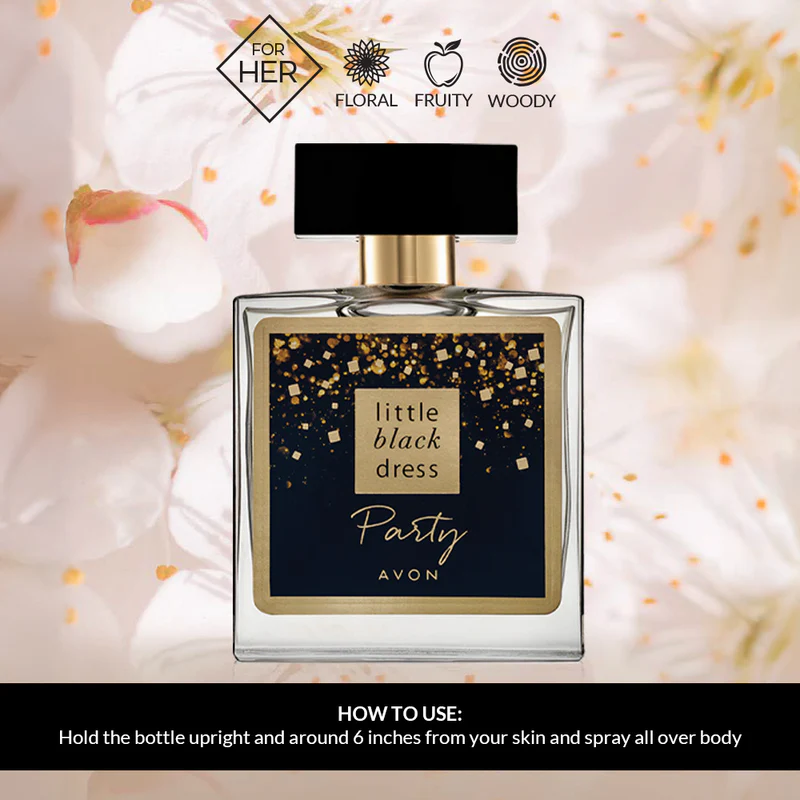 FOR
HER
FLORAL FRUITY WOODY
little
black
dress
Party
AVON
HOW TO USE:
Hold the bottle upright and around 6 inches from your skin and spray all over body